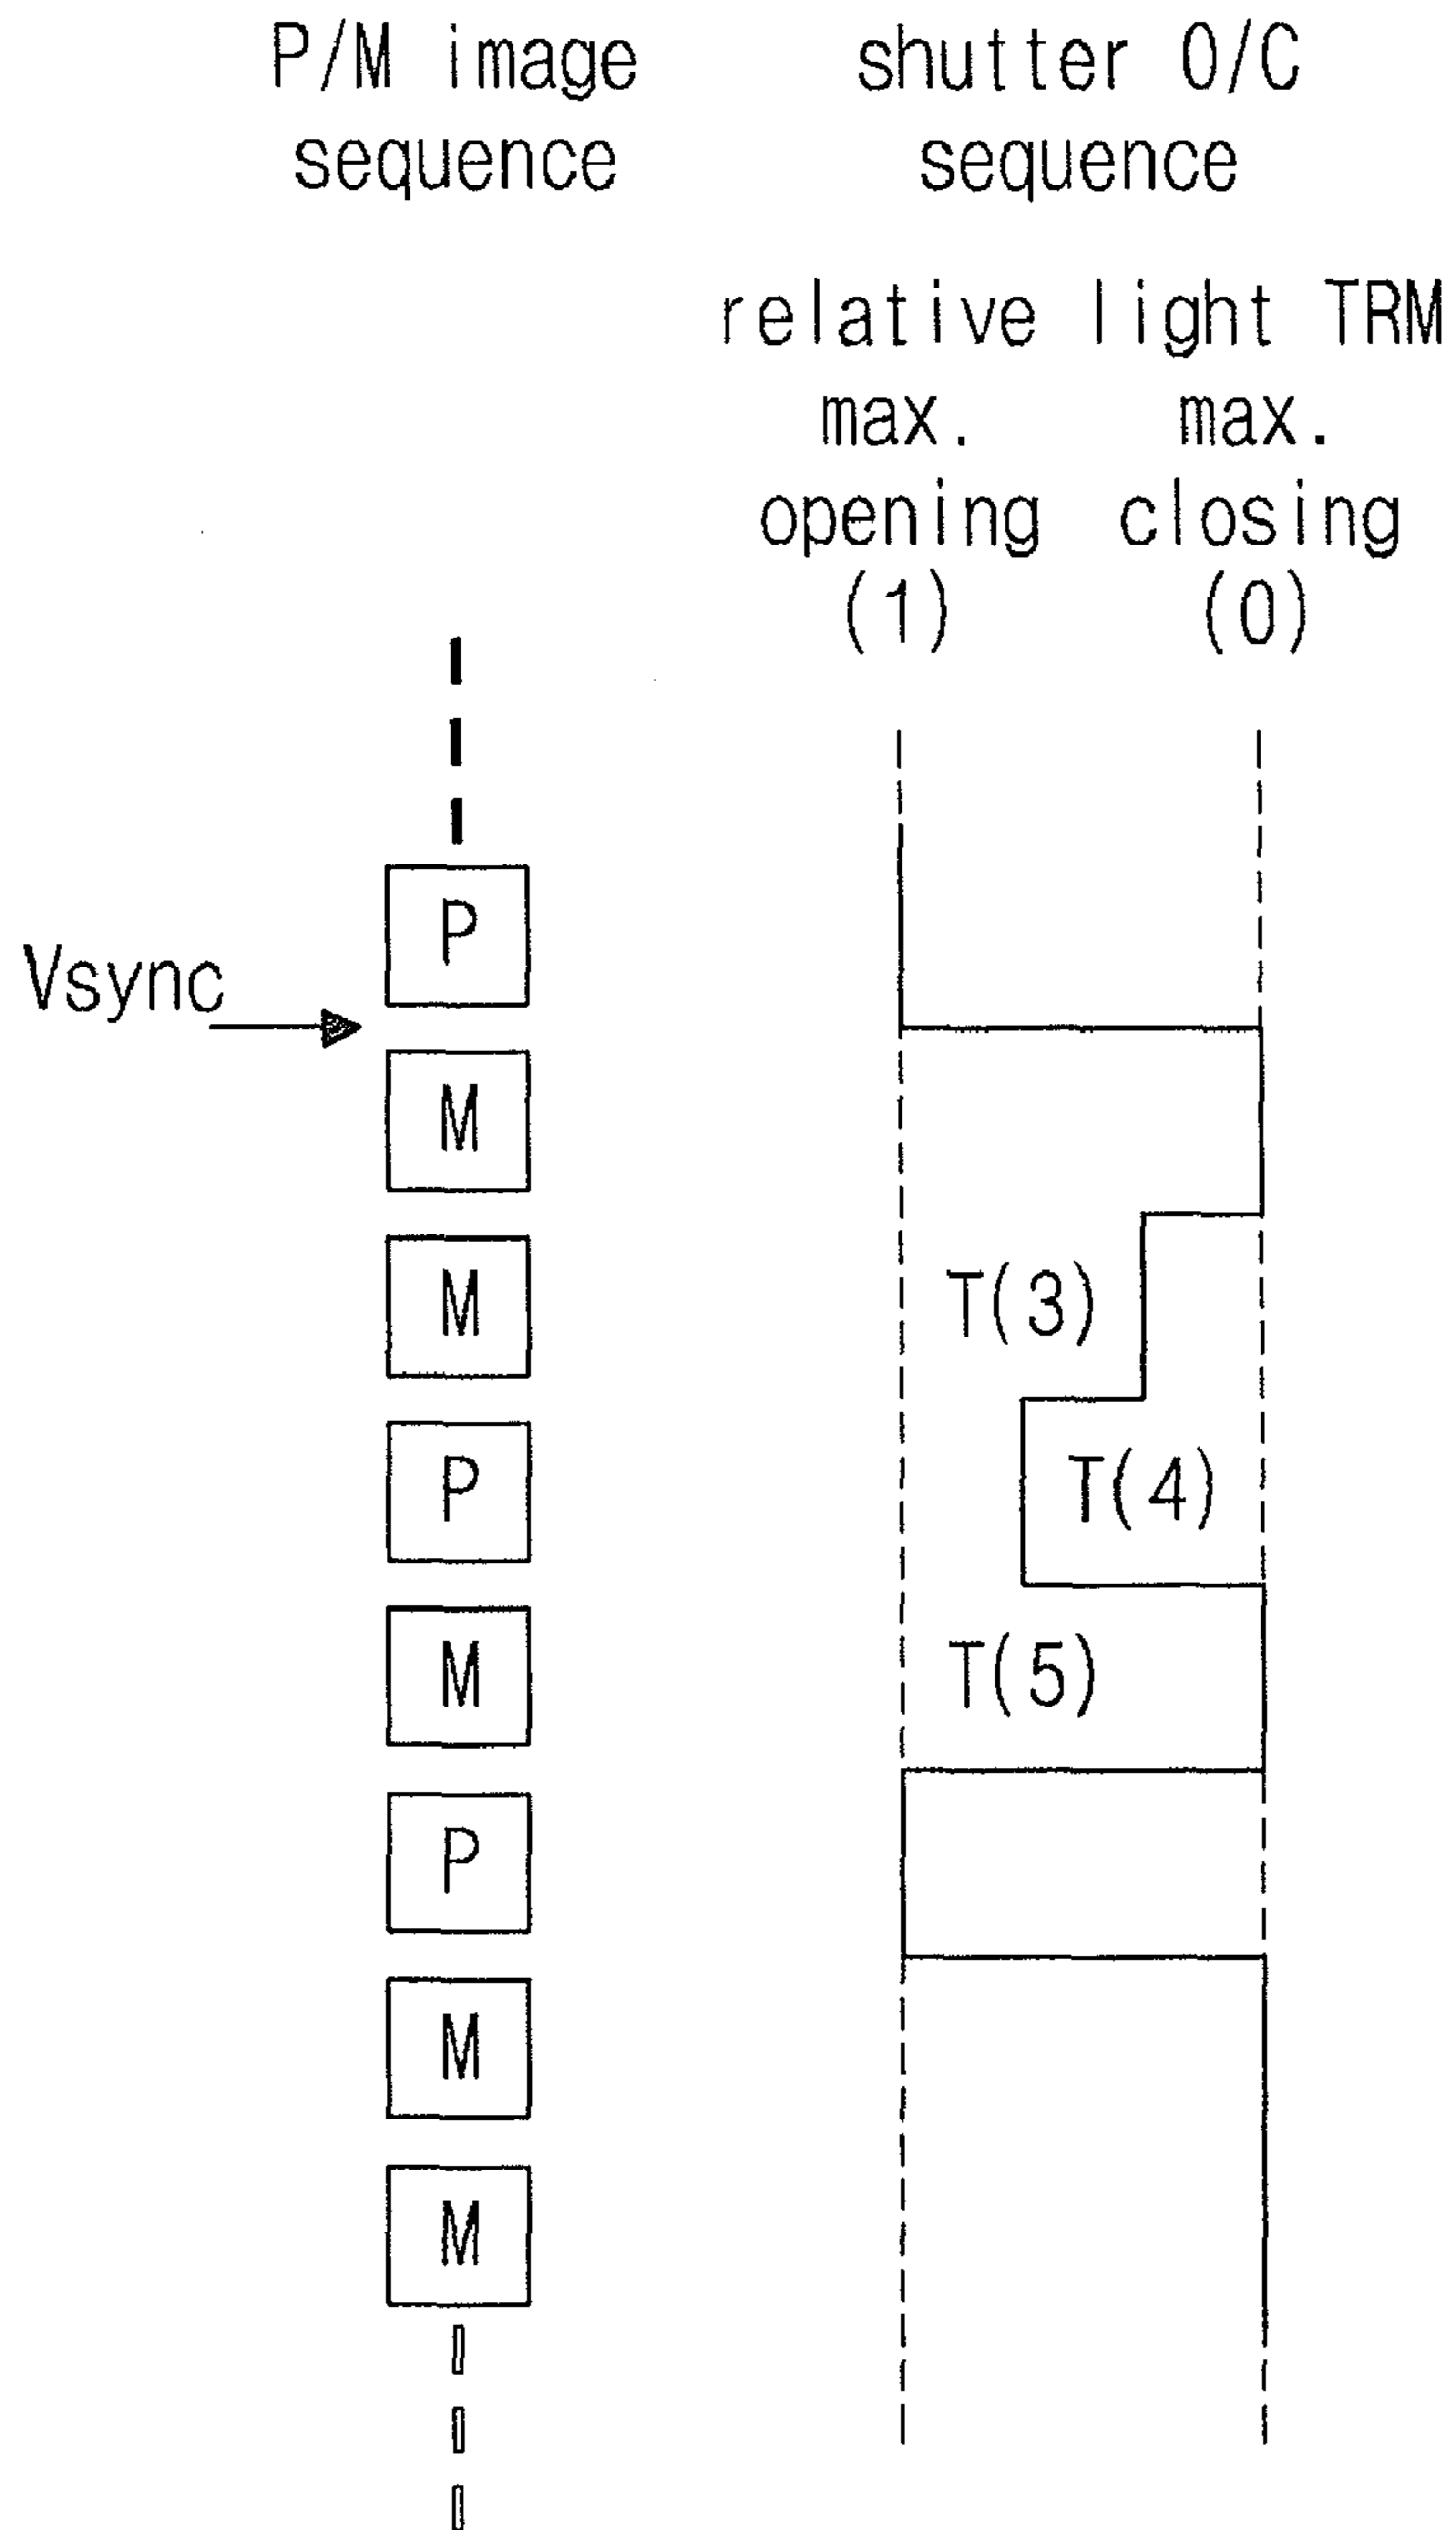 P/M image
sequence
shutter O/C
sequence
relative light TRM
max.
opening
(1)
max.
closing
(0)
P
Vsync
M
M
T(3)
P
T(4)
M
T(5)
P
M
M